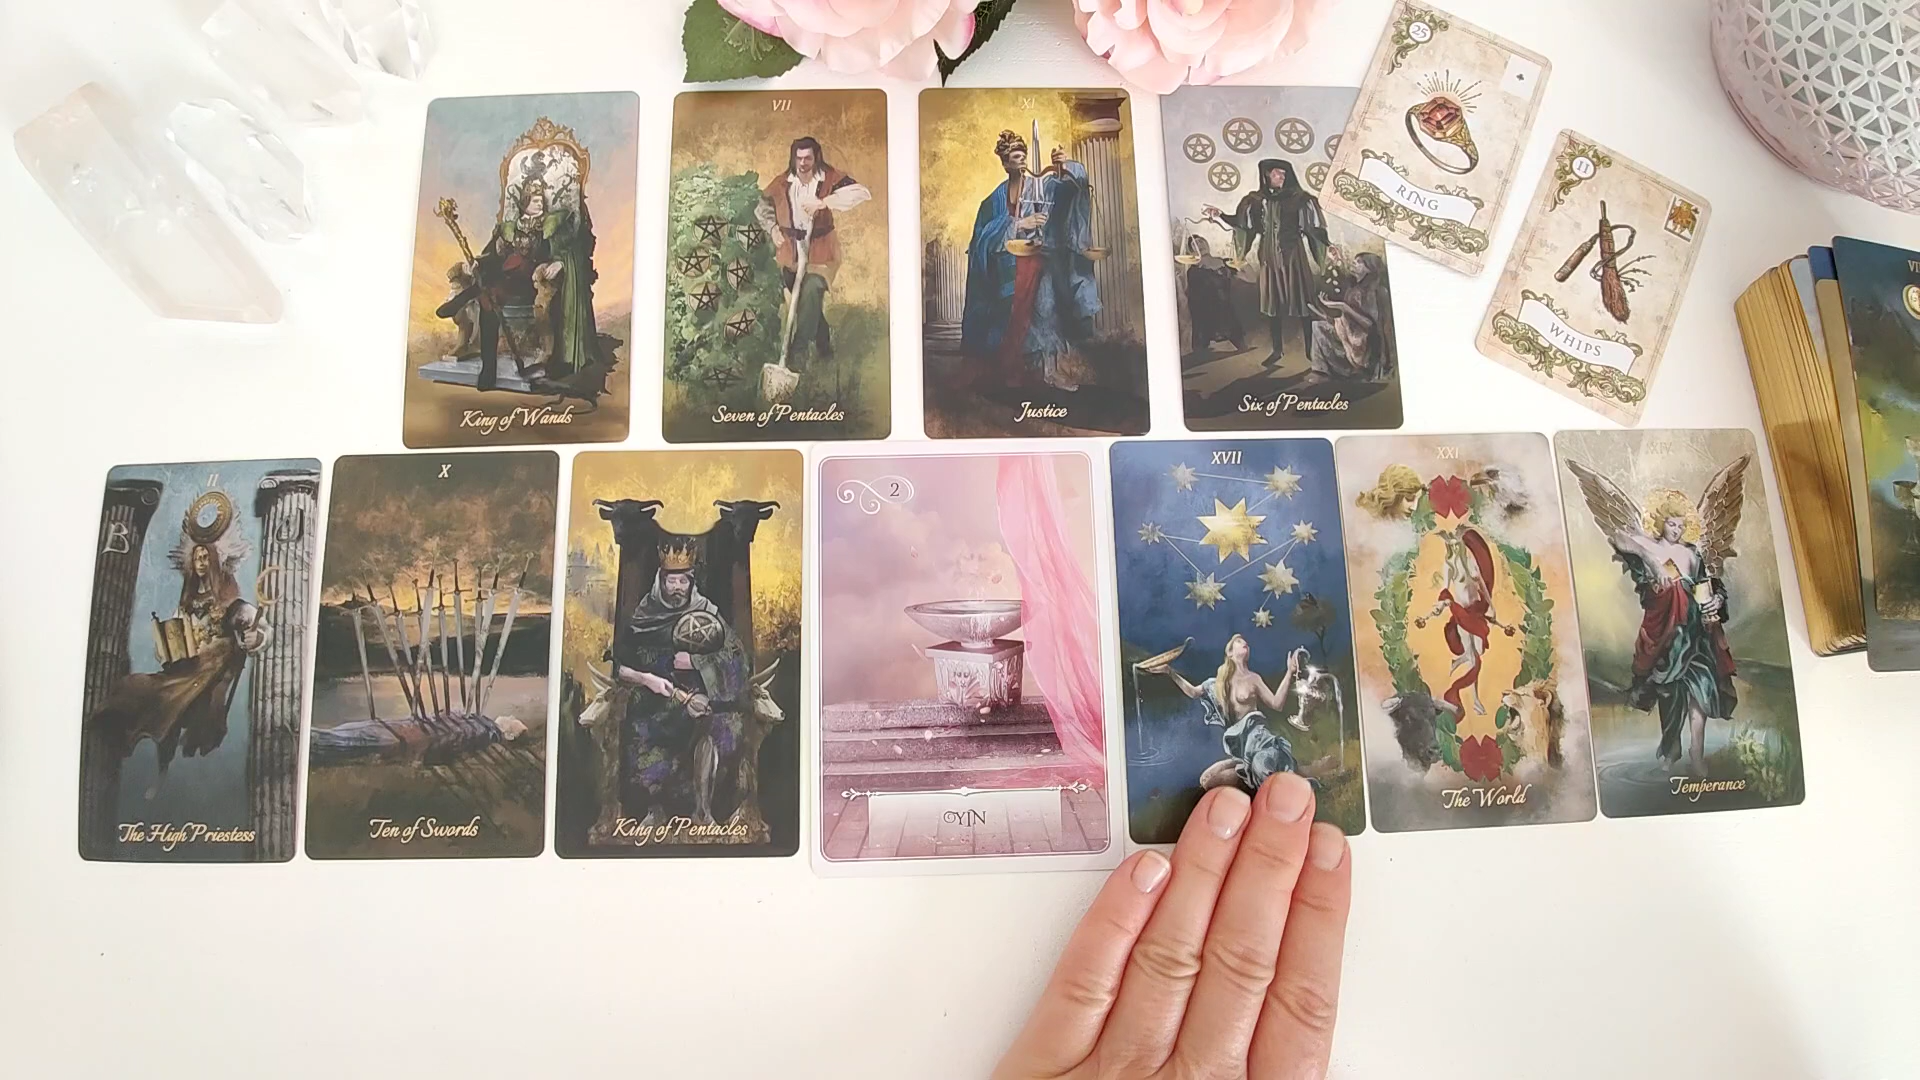 King of Wands
VII
Seven of Pentacles
XI
Justice
Six of Pentacles
25
RING
11
WHIPS
II
B
J
The High Priestess
X
Ten of Swords
King of Pentacles
2
YIN
XVII
XXI
The World
XIV
Temperance